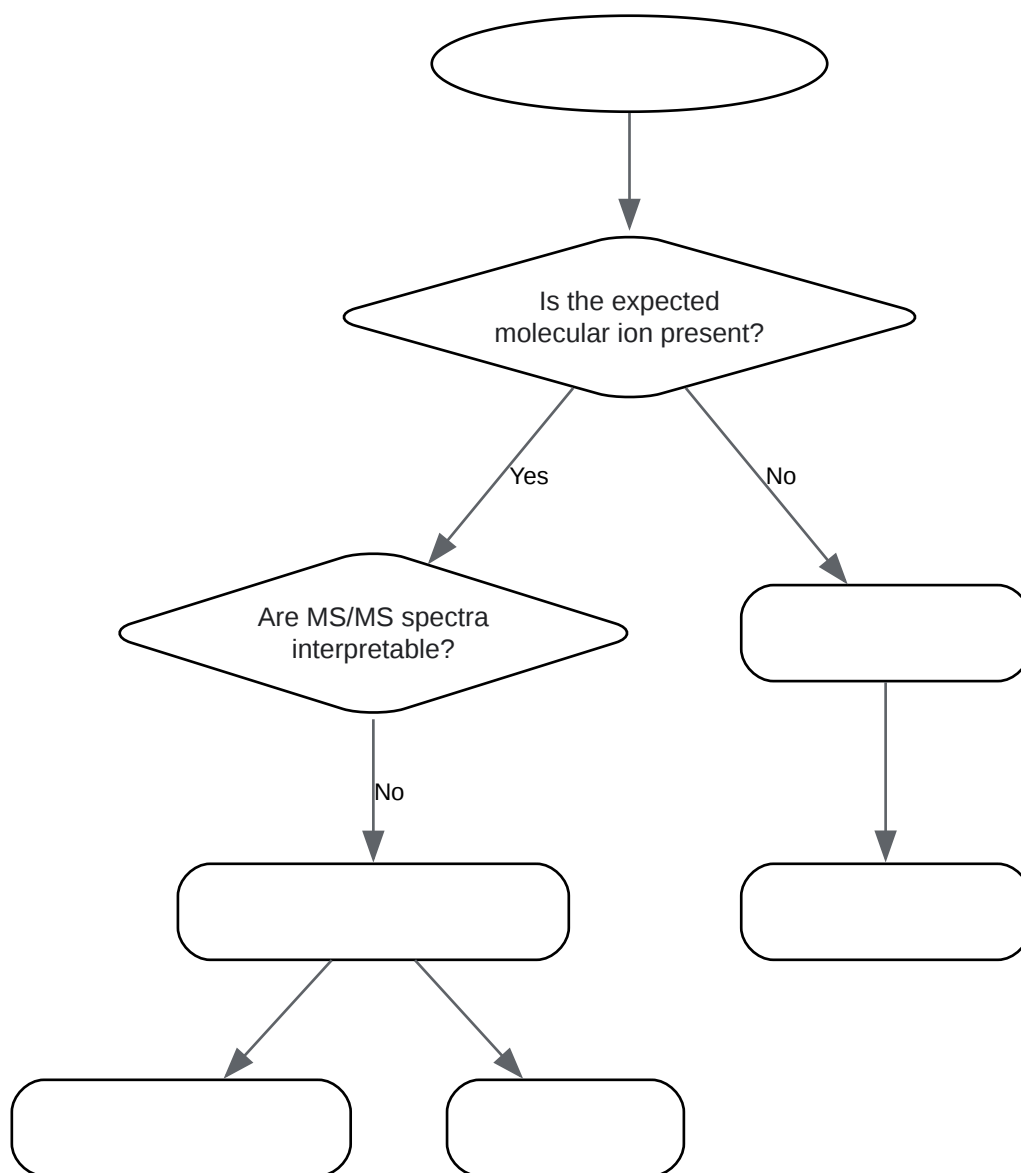 Is the expected
molecular ion present?
Yes
No
Are MS/MS spectra
interpretable?
No